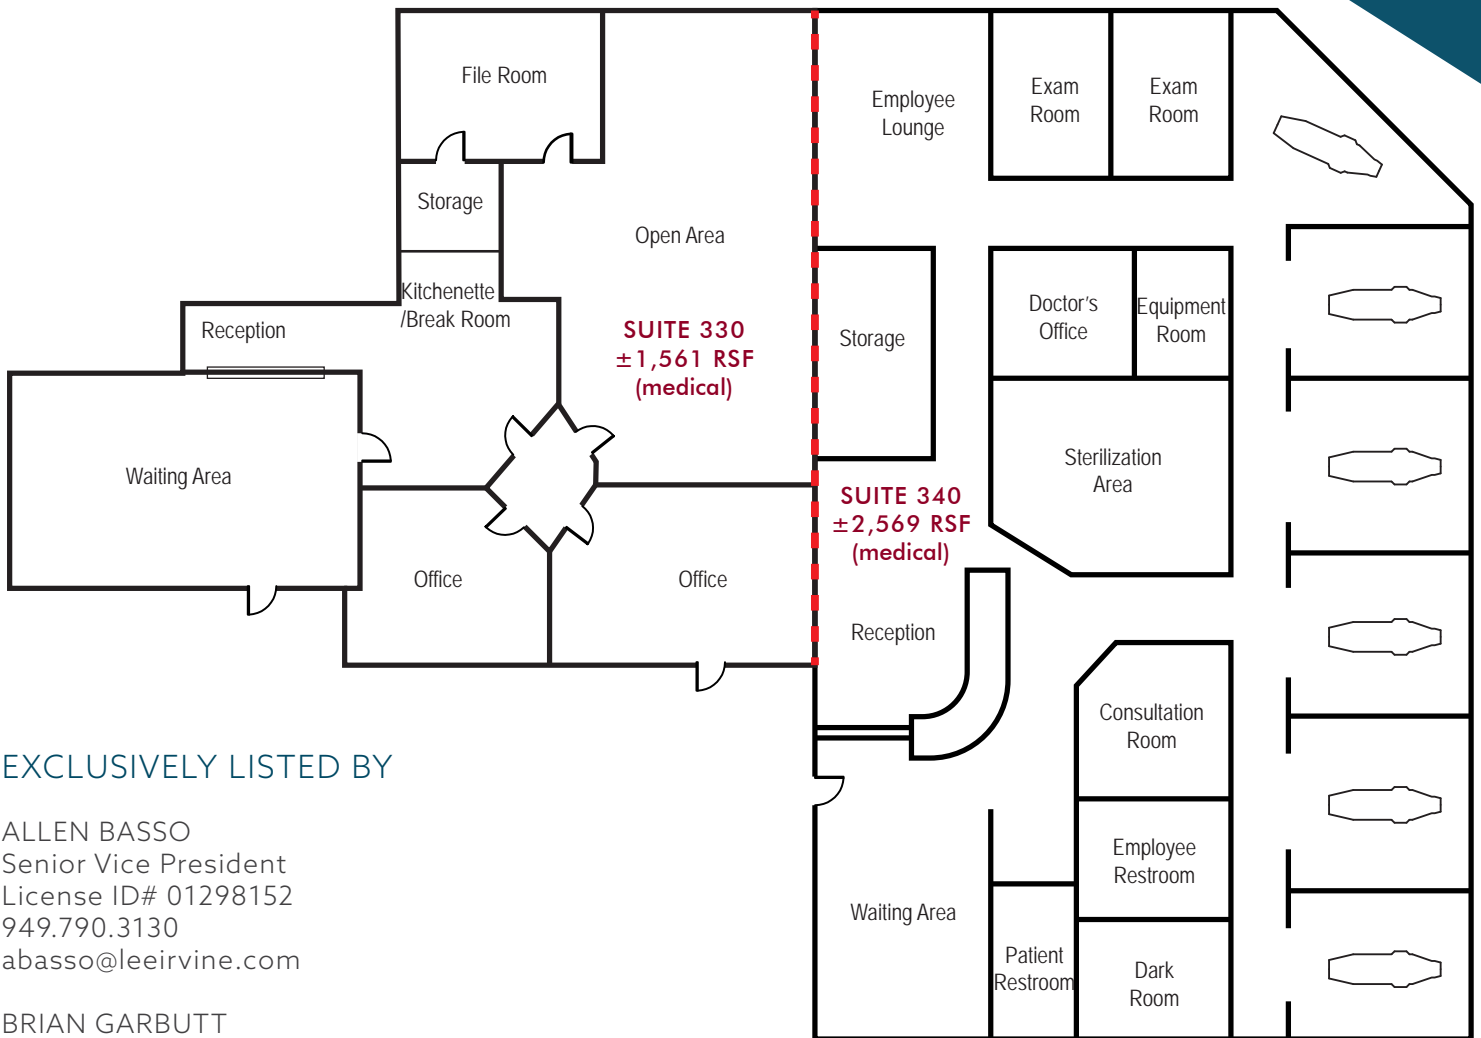 File Room
Employee
Lounge
Exam
Room
Exam
Room
Storage
Open Area
Kitchenette
/Break Room
Reception
SUITE 330
±1,561 RSF
(medical)
Storage
Doctor's
Office
Equipment
Room
Waiting Area
Sterilization
Area
SUITE 340
±2,569 RSF
(medical)
Office
Office
Reception
Consultation
Room
Employee
Restroom
Waiting Area
Patient
Restroom
Dark
Room
EXCLUSIVELY LISTED BY
ALLEN BASSO
Senior Vice President
License ID# 01298152
949.790.3130
abasso@leeirvine.com
BRIAN GARBUTT